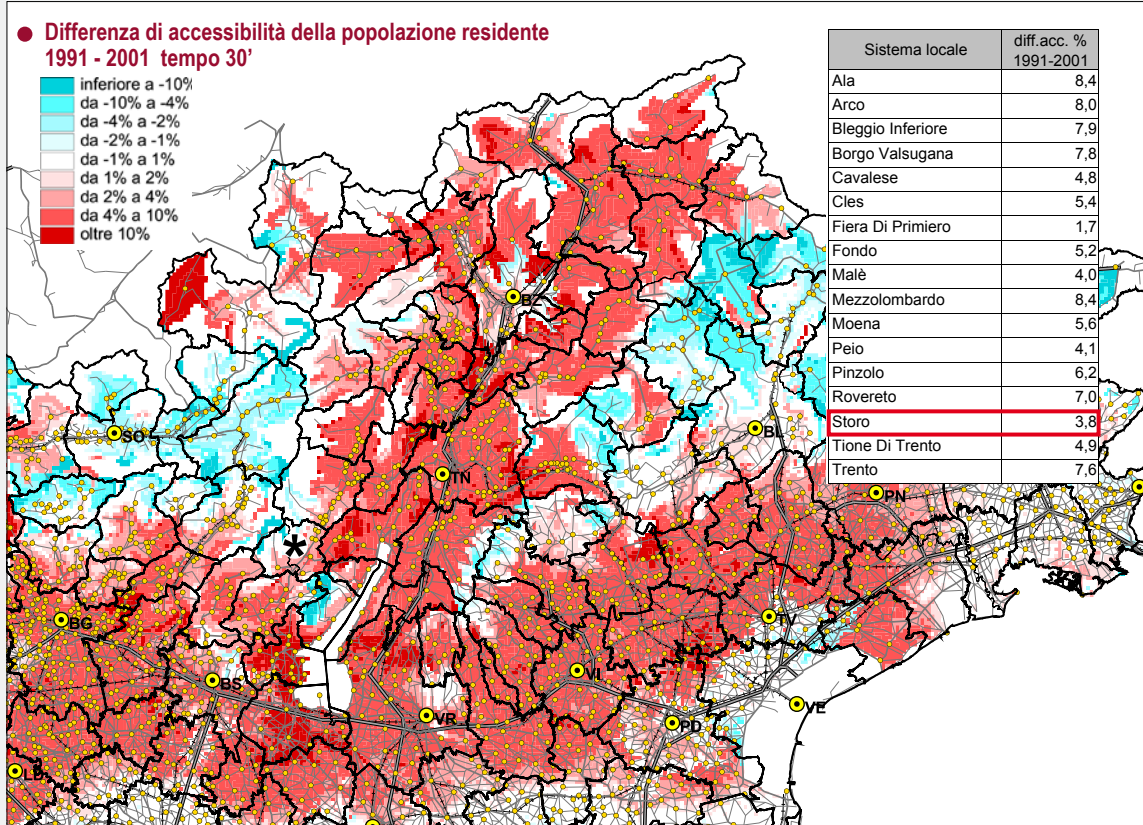 ● Differenza di accessibilità della popolazione residente
1991 - 2001 tempo 30'
inferiore a -10%
da -10% a -4%
da -4% a -2%
da -2% a -1%
da -1% a 1%
da 1% a 2%
da 2% a 4%
da 4% a 10%
oltre 10%
Sistema locale diff.acc. % 1991-2001
Ala 8,4
Arco 8,0
Bleggio Inferiore 7,9
Borgo Valsugana 7,8
Cavalese 4,8
Cles 5,4
Fiera Di Primiero 1,7
Fondo 5,2
Malè 4,0
Mezzolombardo 8,4
Moena 5,6
Peio 4,1
Pinzolo 6,2
Rovereto 7,0
Storo 3,8
Tione Di Trento 4,9
Trento 7,6
BZ
SO
BL
TN
PN
*
BG
TV
BS
VI
VR
PD
VE